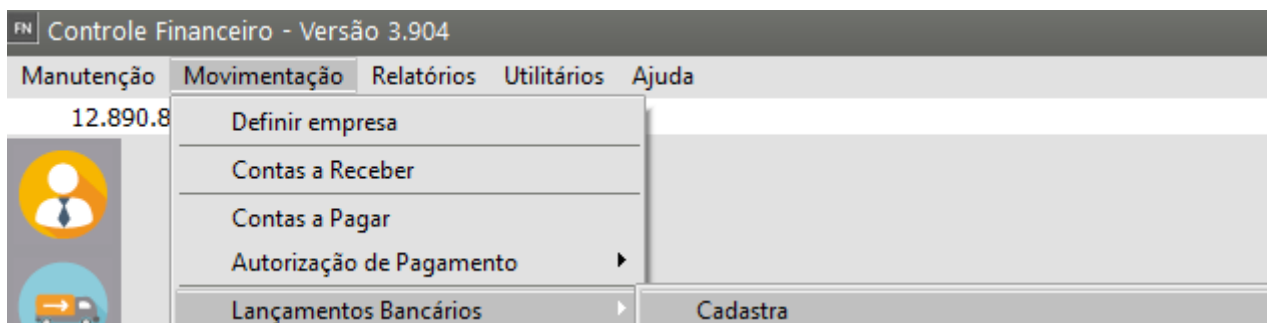 FN Controle Financeiro - Versão 3.904
Manutenção Movimentação Relatórios Utilitários Ajuda
12.890.8
Definir empresa
Contas a Receber
Contas a Pagar
Autorização de Pagamento
Lançamentos Bancários Cadastra